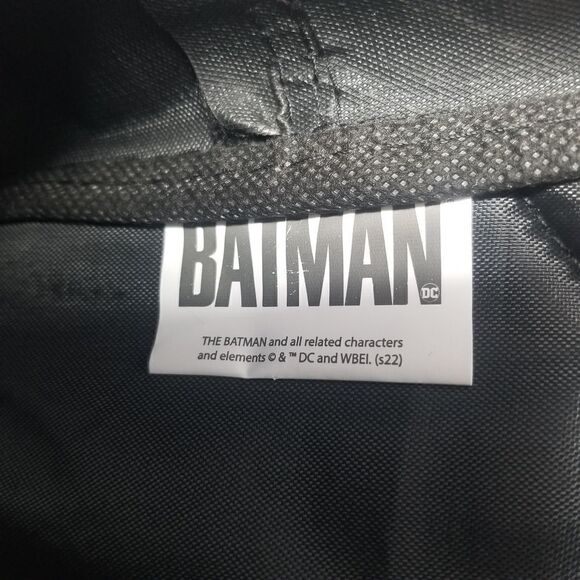 BATMAN
DC
THE BATMAN and all related characters
and elements © & ™ DC and WBEI. (s22)